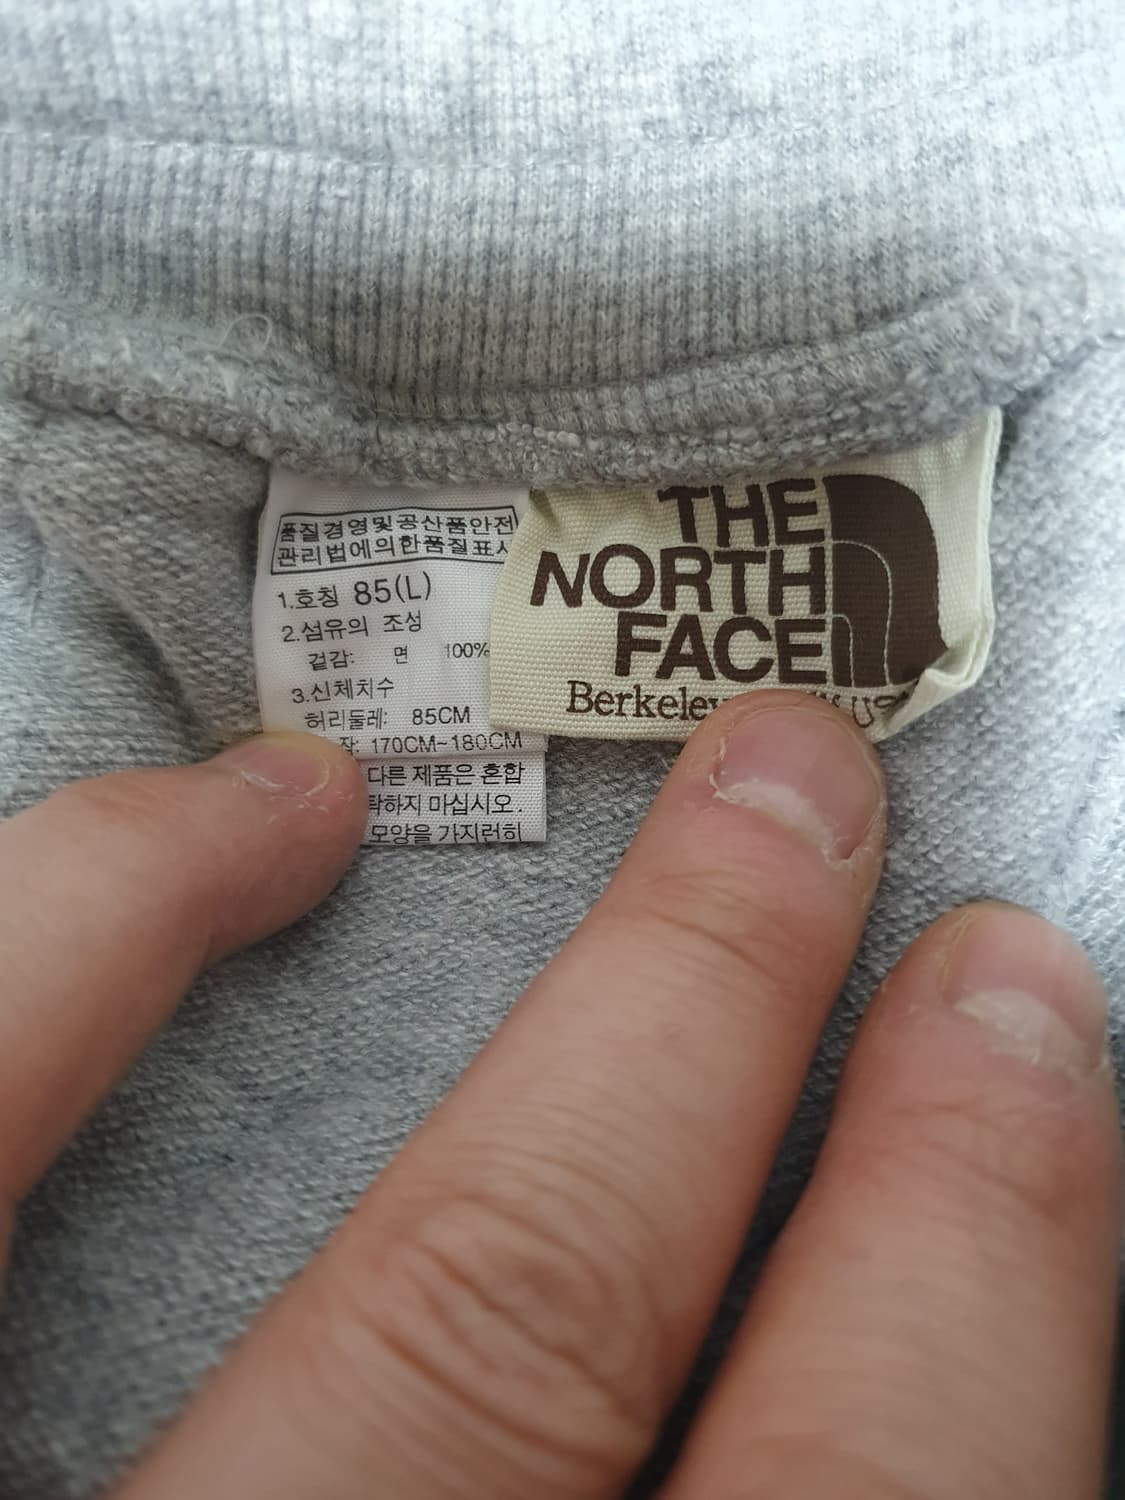 품질경영및공산품안전
관리법에의한품질표시
1.호칭 85(L)
2.섬유의 조성
겉감: 면 100%
3.신체치수
허리둘레: 85CM
장: 170CM~180CM
다른 제품은 혼합
탁하지 마십시오.
모양을 가지런히
THE
NORTH
FACE
Berkeley